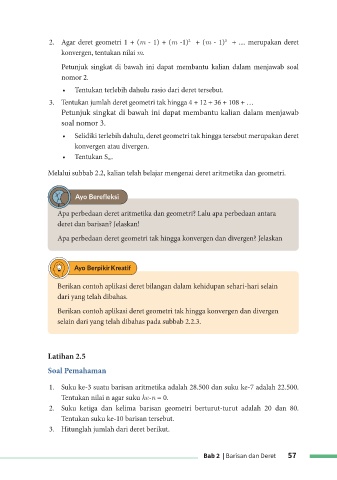 2. Agar deret geometri 1 + (m - 1) + (m -1)² + (m - 1)³ + .... merupakan deret
konvergen, tentukan nilai m.
Petunjuk singkat di bawah ini dapat membantu kalian dalam menjawab soal
nomor 2.
• Tentukan terlebih dahulu rasio dari deret tersebut.
3. Tentukan jumlah deret geometri tak hingga 4 + 12 + 36 + 108 + …
Petunjuk singkat di bawah ini dapat membantu kalian dalam menjawab
soal nomor 3.
• Selidiki terlebih dahulu, deret geometri tak hingga tersebut merupakan deret
konvergen atau divergen.
• Tentukan S∞.
Melalui subbab 2.2, kalian telah belajar mengenai deret aritmetika dan geometri.
Ayo Berefleksi
Apa perbedaan deret aritmetika dan geometri? Lalu apa perbedaan antara
deret dan barisan? Jelaskan!
Apa perbedaan deret geometri tak hingga konvergen dan divergen? Jelaskan
Ayo Berpikir Kreatif
Berikan contoh aplikasi deret bilangan dalam kehidupan sehari-hari selain
dari yang telah dibahas.
Berikan contoh aplikasi deret geometri tak hingga konvergen dan divergen
selain dari yang telah dibahas pada subbab 2.2.3.
Latihan 2.5
Soal Pemahaman
1. Suku ke-3 suatu barisan aritmetika adalah 28.500 dan suku ke-7 adalah 22.500.
Tentukan nilai n agar suku ke-n = 0.
2. Suku ketiga dan kelima barisan geometri berturut-turut adalah 20 dan 80.
Tentukan suku ke-10 barisan tersebut.
3. Hitunglah jumlah dari deret berikut.
Bab 2 | Barisan dan Deret 57